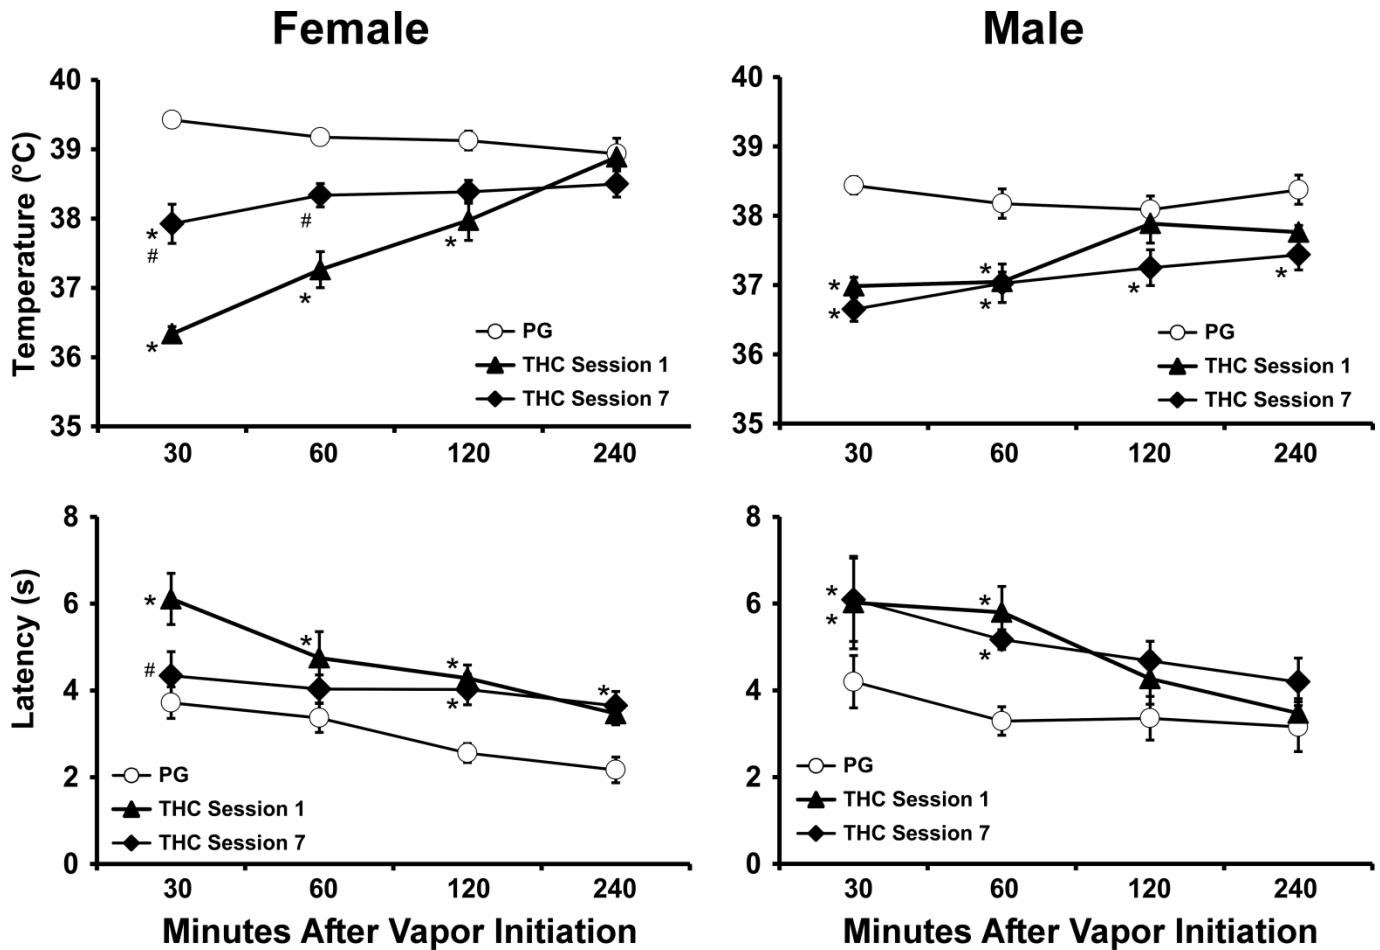 Female
Male
Temperature (°C)
40
39
38
37
36
35
* # # * * *
PG
THC Session 1
THC Session 7
30 60 120 240
40
39
38
37
36
35
* * * * * *
PG
THC Session 1
THC Session 7
30 60 120 240
Latency (s)
8
6
4
2
0
* # * * * *
PG
THC Session 1
THC Session 7
30 60 120 240
Minutes After Vapor Initiation
8
6
4
2
0
* * * *
PG
THC Session 1
THC Session 7
30 60 120 240
Minutes After Vapor Initiation